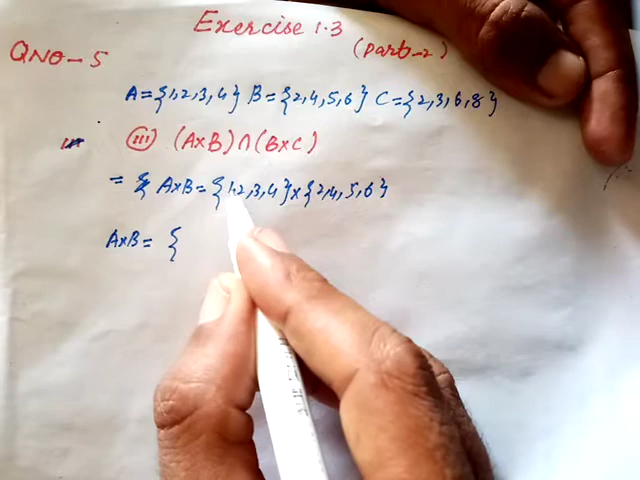 Exercise 1.3
QNO-5 (part-2)
A={1,2,3,4} B={2,4,5,6} C={2,3,6,8}
(iii) (A×B)∩(B×C)
= A×B={1,2,3,4}×{2,4,5,6}
A×B= {